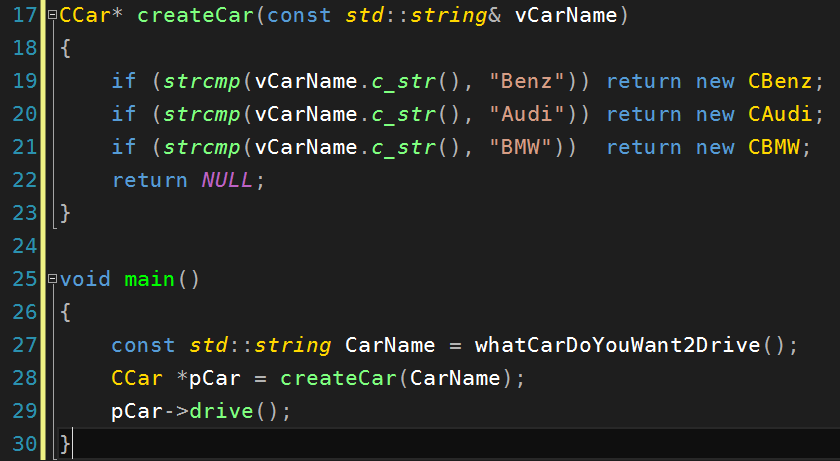 17 CCar* createCar(const std::string& vCarName)
18 {
19     if (strcmp(vCarName.c_str(), "Benz")) return new CBenz;
20     if (strcmp(vCarName.c_str(), "Audi")) return new CAudi;
21     if (strcmp(vCarName.c_str(), "BMW"))  return new CBMW;
22     return NULL;
23 }
24
25 void main()
26 {
27     const std::string CarName = whatCarDoYouWant2Drive();
28     CCar *pCar = createCar(CarName);
29     pCar->drive();
30 }